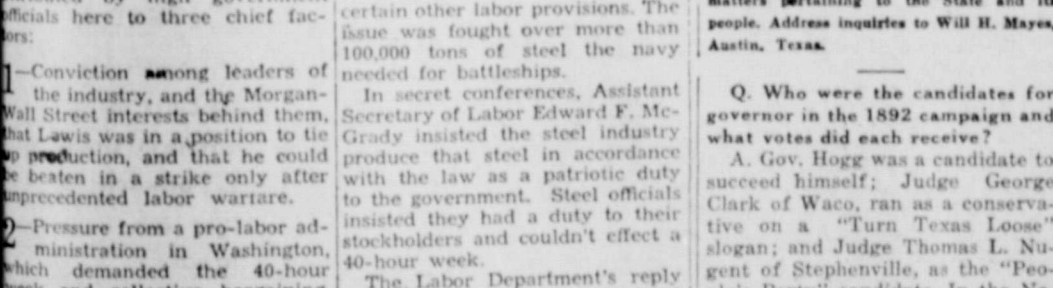 officials here to three chief fac-
tors:
1—Conviction among leaders of
the industry, and the Morgan-
Wall Street interests behind them,
that Lewis was in a position to tie
up production, and that he could
be beaten in a strike only after
unprecedented labor warfare.
2—Pressure from a pro-labor ad-
ministration in Washington,
which demanded the 40-hour
certain other labor provisions. The
issue was fought over more than
100,000 tons of steel the navy
needed for battleships.
In secret conferences, Assistant
Secretary of Labor Edward F. Mc-
Grady insisted the steel industry
produce that steel in accordance
with the law as a patriotic duty
to the government. Steel officials
insisted they had a duty to their
stockholders and couldn't effect a
40-hour week.
The Labor Department's reply
matters pertaining to the State and its
people. Address inquiries to Will H. Mayes,
Austin, Texas.
Q. Who were the candidates for
governor in the 1892 campaign and
what votes did each receive?
A. Gov. Hogg was a candidate to
succeed himself; Judge George
Clark of Waco, ran as a conserva-
tive on a "Turn Texas Loose"
slogan; and Judge Thomas L. Nu-
gent of Stephenville, as the "Peo-